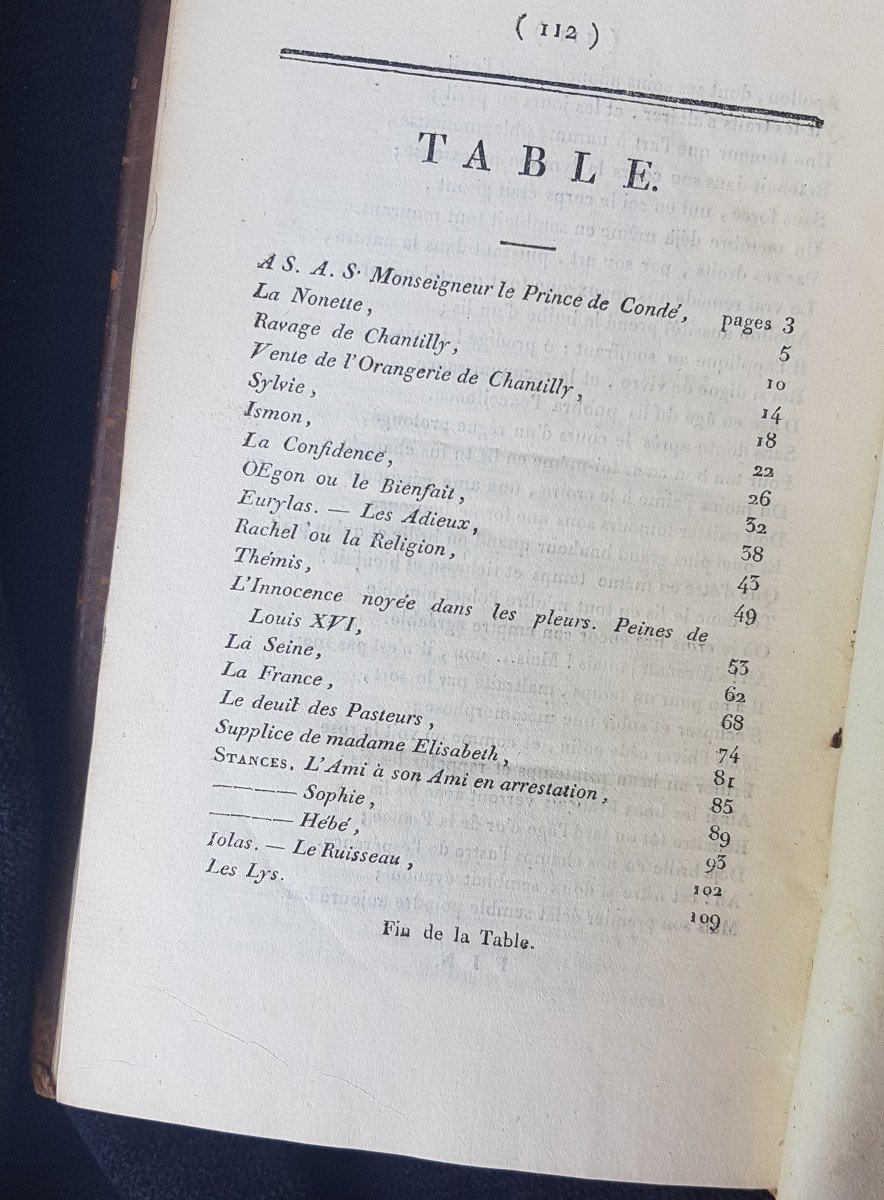 ( 112 )
TABLE.
A S. A. S. Monseigneur le Prince de Condé, pages 3
La Nonette, 5
Ravage de Chantilly, 10
Vente de l'Orangerie de Chantilly, 14
Sylvie, 18
Ismon, 22
La Confidence, 26
OEgon ou le Bienfait, 32
Eurylas. — Les Adieux, 38
Rachel ou la Religion, 43
Thémis, 49
L'Innocence noyée dans les pleurs. Peines de
Louis XVI, 53
La Seine, 62
La France, 68
Le deuil des Pasteurs, 74
Supplice de madame Elisabeth, 81
STANCES. L'Ami à son Ami en arrestation, 85
———— Sophie, 89
———— Hébé, 93
Iolas. — Le Ruisseau, 102
Les Lys. 109
Fin de la Table.